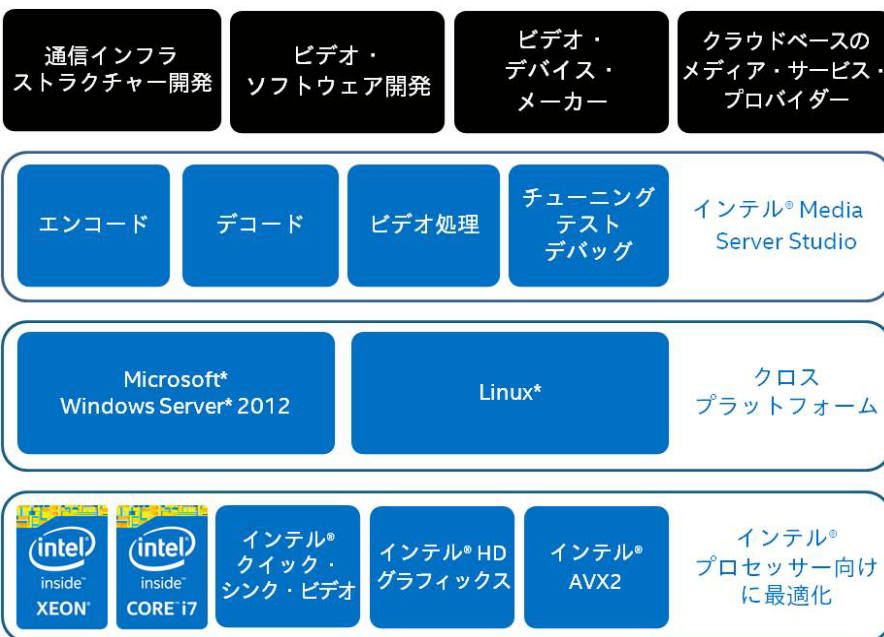 通信インフラ
ストラクチャー開発
ビデオ・
ソフトウェア開発
ビデオ・
デバイス・
メーカー
クラウドベースの
メディア・サービス・
プロバイダー
エンコード
デコード
ビデオ処理
チューニング
テスト
デバッグ
インテル® Media
Server Studio
Microsoft*
Windows Server* 2012
Linux*
クロス
プラットフォーム
intel®
inside™
XEON®
intel®
inside™
CORE™ i7
インテル®
クイック・
シンク・ビデオ
インテル® HD
グラフィックス
インテル®
AVX2
インテル®
プロセッサー向け
に最適化